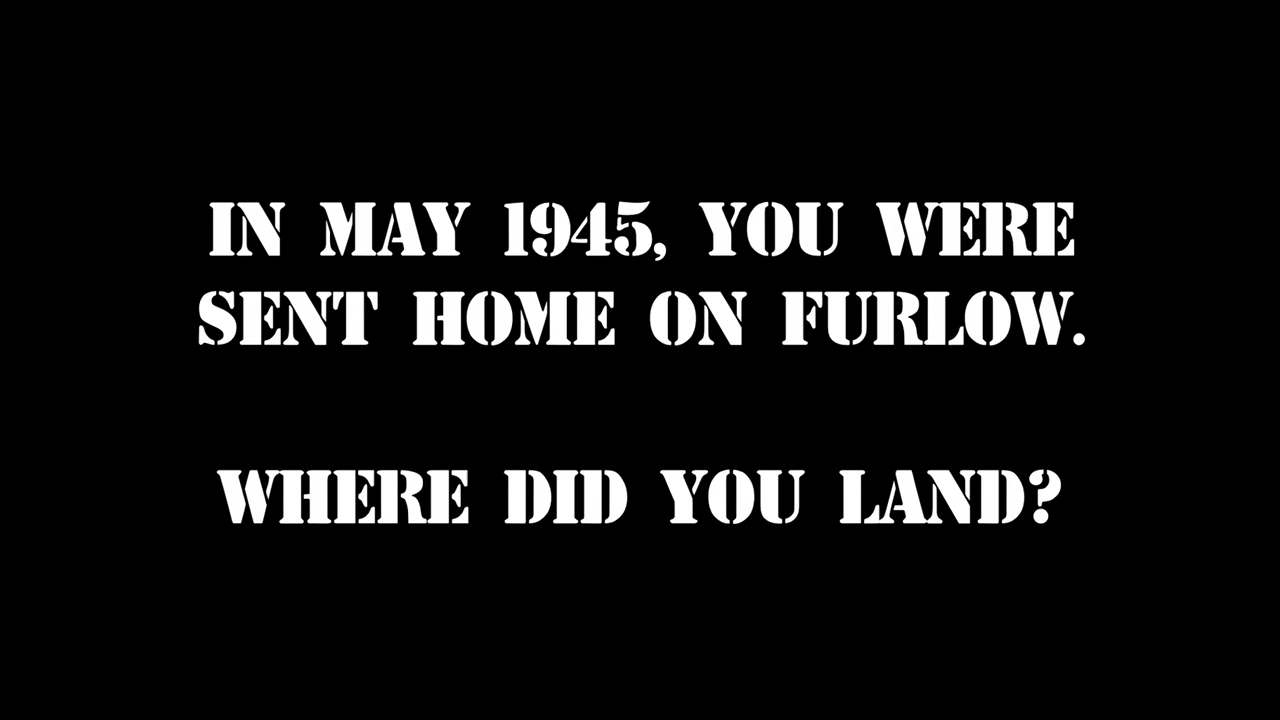 IN MAY 1945, YOU WERE
SENT HOME ON FURLOW.
WHERE DID YOU LAND?